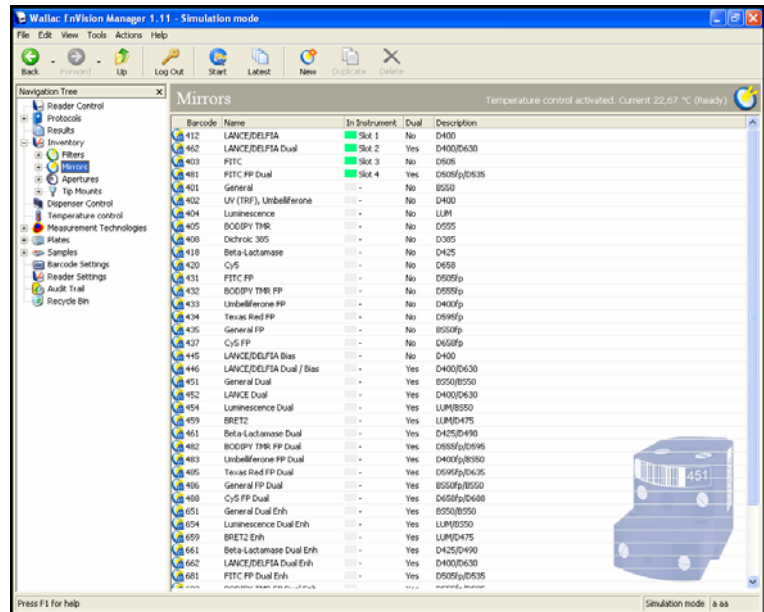 Wallac EnVision Manager 1.11 - Simulation mode
File Edit View Tools Actions Help
Back Forward Up Log Out Start Latest New Duplicate Delete
Navigation Tree
Reader Control
Protocols
Results
Inventory
Filters
Mirrors
Apertures
Tip Mounts
Dispenser Control
Temperature control
Measurement Technologies
Plates
Samples
Barcode Settings
Reader Settings
Audit Trail
Recycle Bin
Mirrors Temperature control activated. Current 22,67 °C (Ready)
Barcode Name In Instrument Dual Description
412 LANCE/DELFIA Slot 1 No D400
462 LANCE/DELFIA Dual Slot 2 Yes D400/D630
403 FITC Slot 3 No D505
481 FITC FP Dual Slot 4 Yes D505fp/D535
401 General - No BS50
402 UV (TRF), Umbelliferone - No D400
404 Luminescence - No LUM
405 BODIPY TMR - No D555
408 Dichroic 385 - No D385
418 Beta-Lactamase - No D425
420 Cy5 - No D658
431 FITC FP - No D505fp
432 BODIPY TMR FP - No D555fp
433 Umbelliferone FP - No D400fp
434 Texas Red FP - No D595fp
435 General FP - No BS50fp
437 Cy5 FP - No D658fp
445 LANCE/DELFIA Bias - No D400
446 LANCE/DELFIA Dual / Bias - Yes D400/D630
451 General Dual - Yes BS50/BS50
452 LANCE Dual - Yes D400/D630
454 Luminescence Dual - Yes LUM/BS50
459 BRET2 - Yes LUM/D475
461 Beta-Lactamase Dual - Yes D425/D490
482 BODIPY TMR FP Dual - Yes D555fp/D595
483 Umbelliferone FP Dual - Yes D400fp/BS50
485 Texas Red FP Dual - Yes D595fp/D635
486 General FP Dual - Yes BS50fp/BS50
488 Cy5 FP Dual - Yes D658fp/D688
651 General Dual Enh - Yes BS50/BS50
654 Luminescence Dual Enh - Yes LUM/BS50
659 BRET2 Enh - Yes LUM/D475
661 Beta-Lactamase Dual Enh - Yes D425/D490
662 LANCE/DELFIA Dual Enh - Yes D400/D630
681 FITC FP Dual Enh - Yes D505fp/D535
451
Press F1 for help Simulation mode a aa